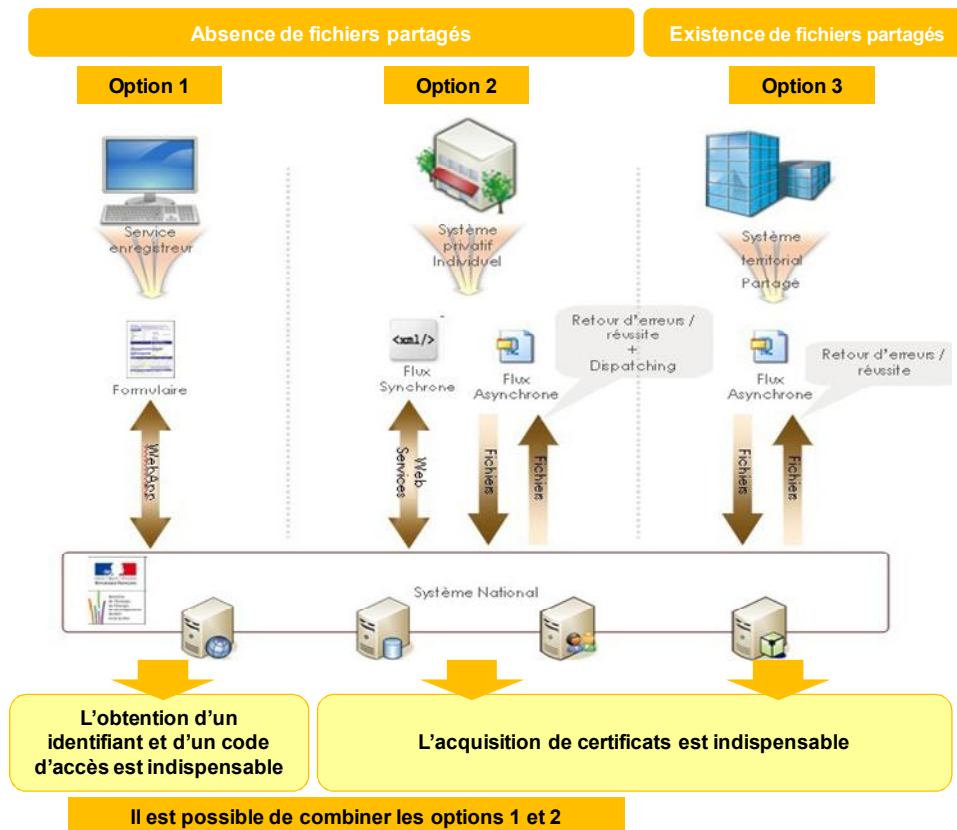 Absence de fichiers partagés
Existence de fichiers partagés
Option 1
Option 2
Option 3
Service
enregistreur
Système
privatif
Individuel
Système
territorial
Partagé
Formulaire
<xml/>
Flux
Synchrone
Flux
Asynchrone
Retour d'erreurs /
réussite
+
Dispatching
Flux
Asynchrone
Retour d'erreurs /
réussite
WebApp
Web
Services
Fichiers
Fichiers
Fichiers
Fichiers
Système National
L'obtention d'un
identifiant et d'un code
d'accès est indispensable
L'acquisition de certificats est indispensable
Il est possible de combiner les options 1 et 2